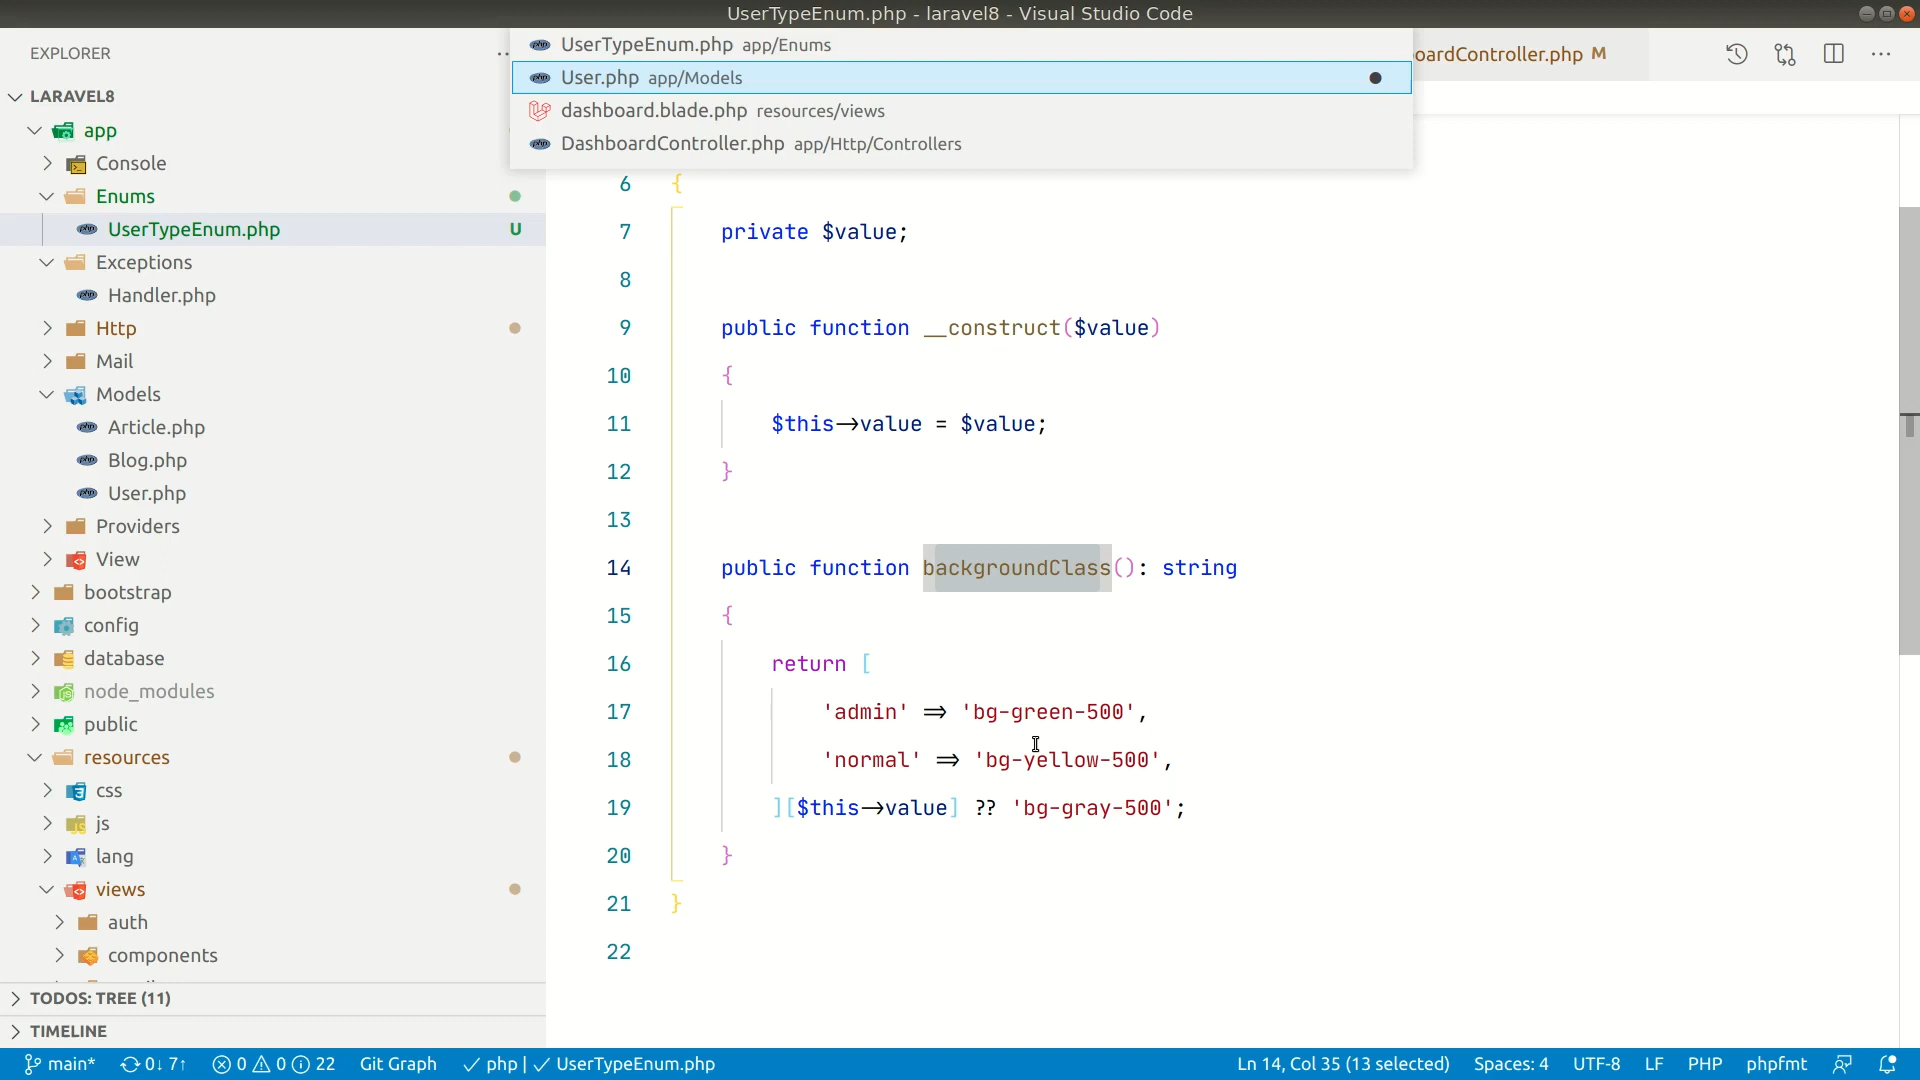 UserTypeEnum.php - laravel8 - Visual Studio Code
EXPLORER
LARAVEL8
app
Console
Enums
UserTypeEnum.php U
Exceptions
Handler.php
Http
Mail
Models
Article.php
Blog.php
User.php
Providers
View
bootstrap
config
database
node_modules
public
resources
css
js
lang
views
auth
components
TODOS: TREE (11)
TIMELINE
UserTypeEnum.php app/Enums
User.php app/Models
dashboard.blade.php resources/views
DashboardController.php app/Http/Controllers
oardController.php M
6 {
7 private $value;
8
9 public function __construct($value)
10 {
11 $this->value = $value;
12 }
13
14 public function backgroundClass(): string
15 {
16 return [
17 'admin' => 'bg-green-500',
18 'normal' => 'bg-yellow-500',
19 ][$this->value] ?? 'bg-gray-500';
20 }
21 }
22
main* 0↓ 7↑ 0 0 22 Git Graph ✓ php | ✓ UserTypeEnum.php Ln 14, Col 35 (13 selected) Spaces: 4 UTF-8 LF PHP phpfmt